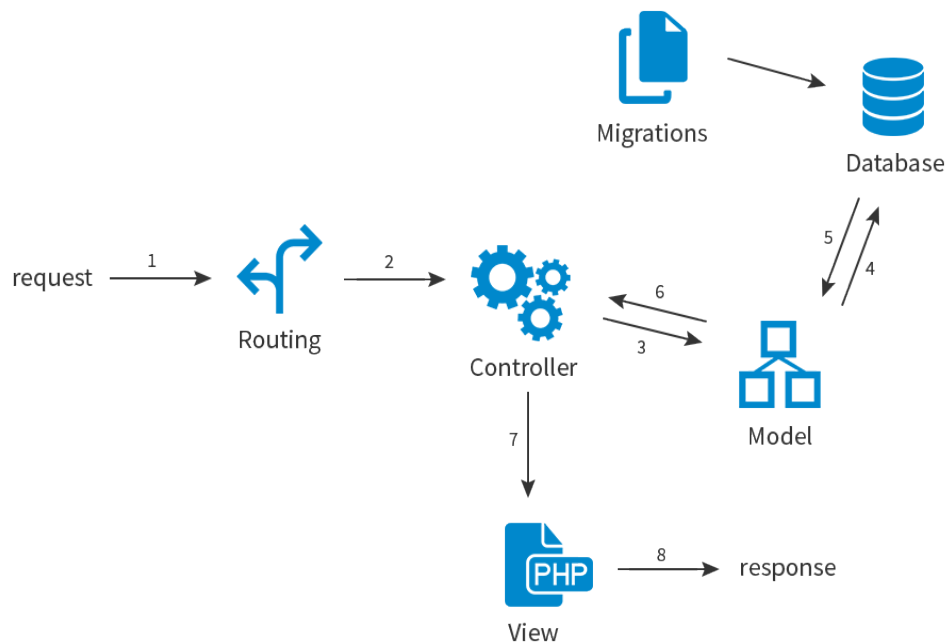 Migrations
Database
request
1
Routing
2
Controller
6
3
5
4
Model
7
PHP
View
8
response